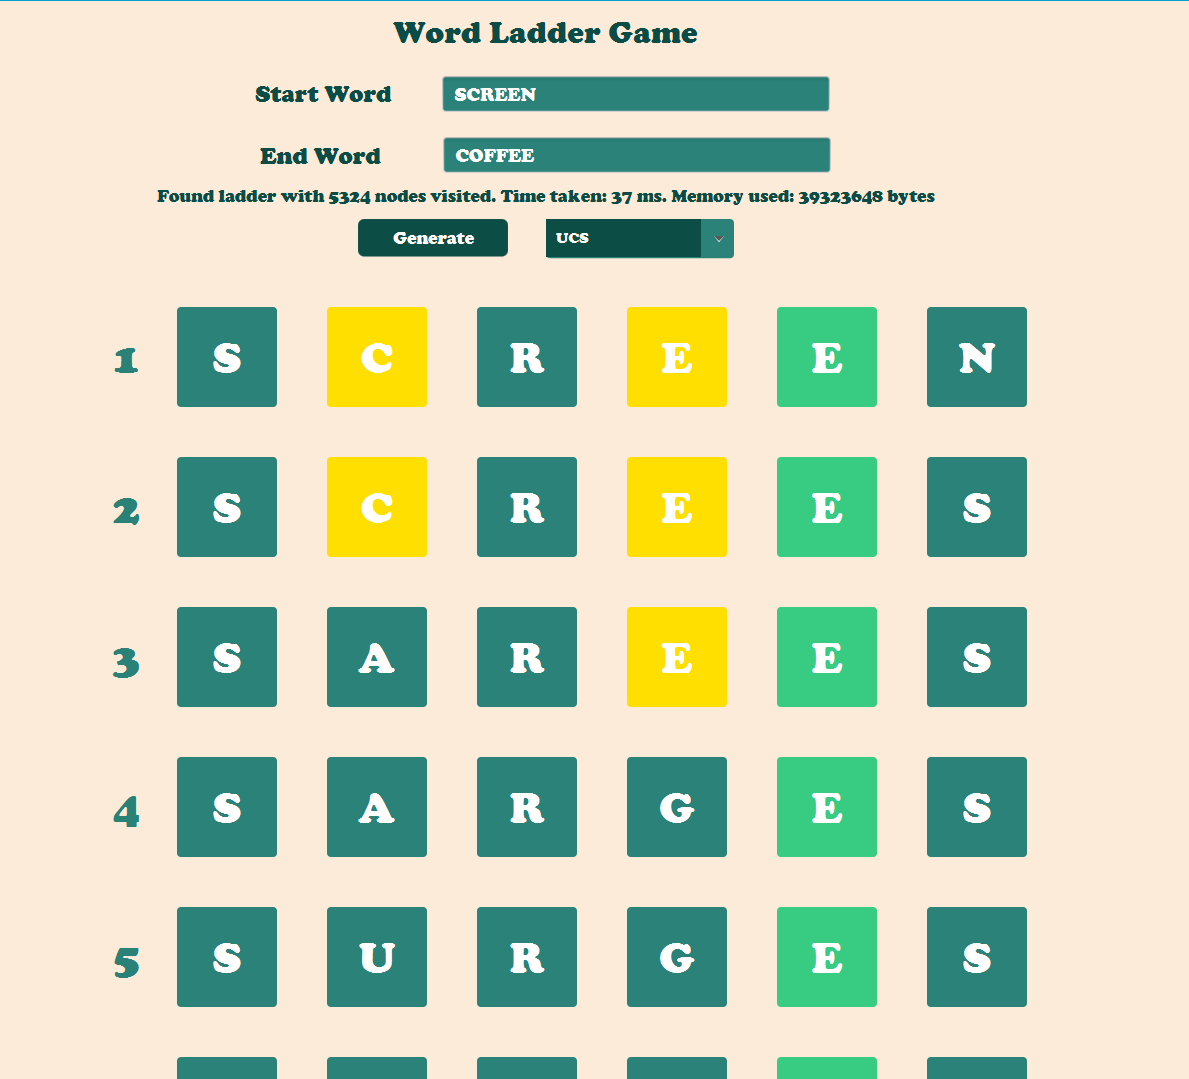 Word Ladder Game
Start Word SCREEN
End Word COFFEE
Found ladder with 5324 nodes visited. Time taken: 37 ms. Memory used: 39323648 bytes
Generate UCS
1 S C R E E N
2 S C R E E S
3 S A R E E S
4 S A R G E S
5 S U R G E S